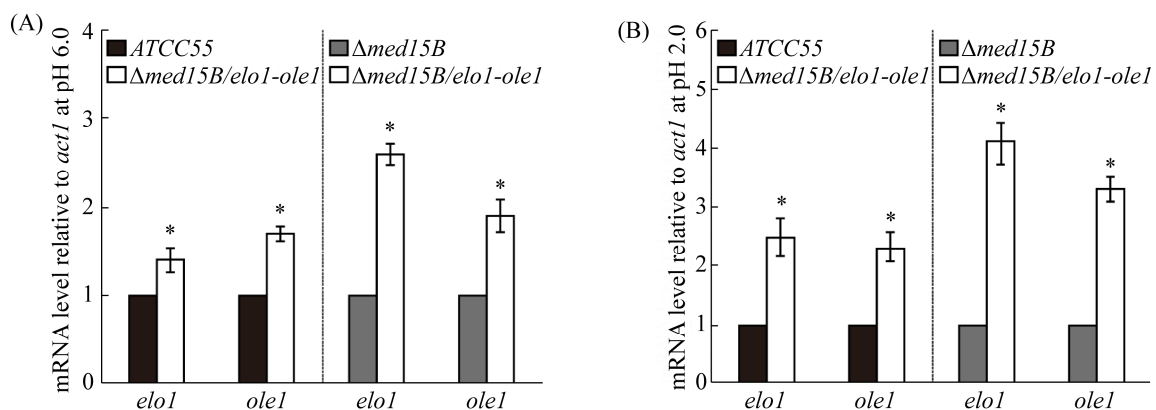 (A)
mRNA level relative to act1 at pH 6.0
4
3
2
1
0
ATCC55
Δmed15B/elo1-ole1
Δmed15B
Δmed15B/elo1-ole1
*
*
*
*
elo1
ole1
elo1
ole1
(B)
mRNA level relative to act1 at pH 2.0
6
5
4
3
2
1
0
ATCC55
Δmed15B/elo1-ole1
Δmed15B
Δmed15B/elo1-ole1
*
*
*
*
elo1
ole1
elo1
ole1